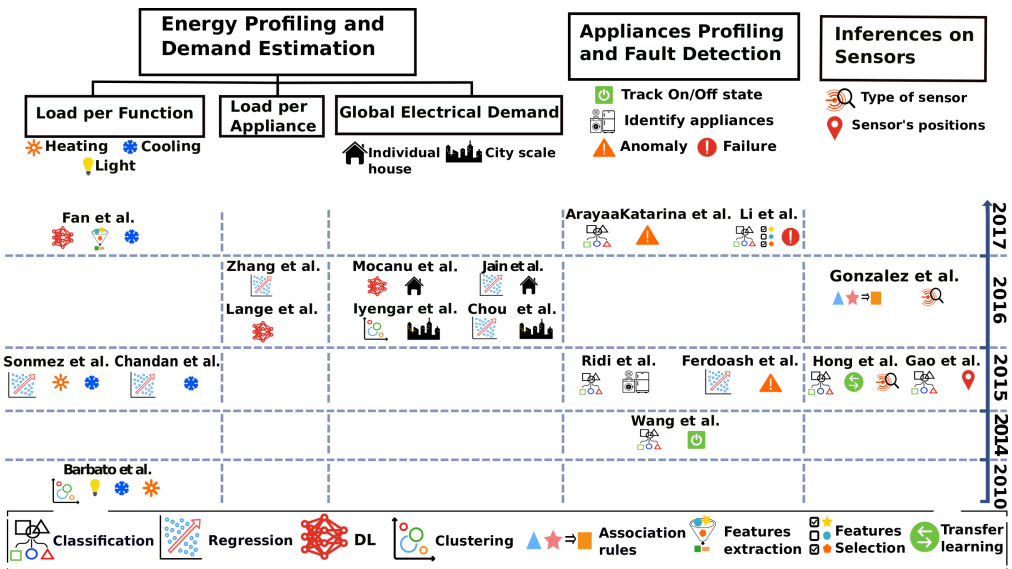 Energy Profiling and
Demand Estimation
Appliances Profiling
and Fault Detection
Inferences on
Sensors
Load per Function
Load per
Appliance
Global Electrical Demand
Heating
Cooling
Light
Individual
house
City scale
Track On/Off state
Identify appliances
Anomaly
Failure
Type of sensor
Sensor's positions
Fan et al.
ArayaaKatarina et al.
Li et al.
2017
Zhang et al.
Lange et al.
Mocanu et al.
Jain et al.
Iyengar et al.
Chou et al.
Gonzalez et al.
2016
Sonmez et al.
Chandan et al.
Ridi et al.
Ferdoash et al.
Hong et al.
Gao et al.
2015
Wang et al.
2014
Barbato et al.
2010
Classification
Regression
DL
Clustering
Association
rules
Features
extraction
Features
Selection
Transfer
learning